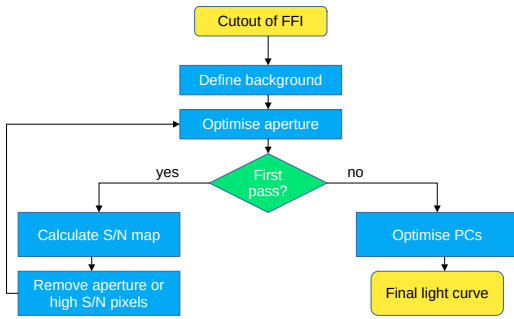 Cutout of FFI
Define background
Optimise aperture
First
pass?
yes
no
Calculate S/N map
Optimise PCs
Remove aperture or
high S/N pixels
Final light curve